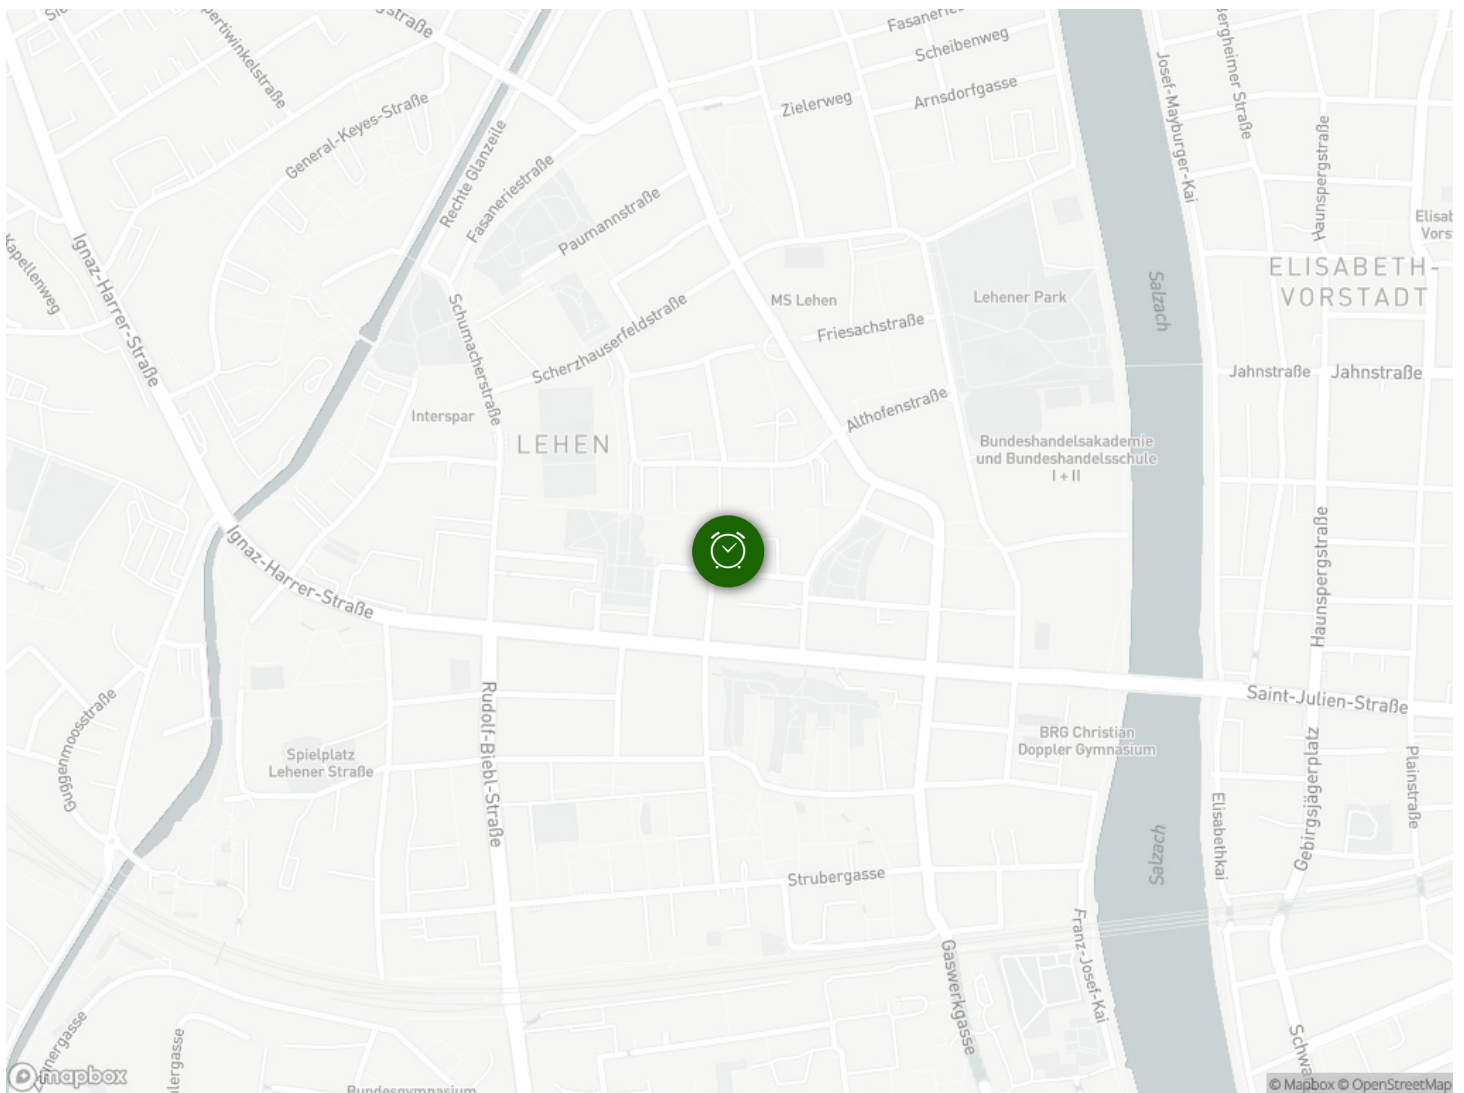 Fasanerie
Scheibenweg
Bergheimer Straße
Arnsdorfgasse
Zielerweg
Josef-Mayburger-Kai
General-Keyes-Straße
Haunspergstraße
Rechte Glanzeile
Fasaneriestraße
Paumannstraße
Kapellenweg
Ignaz-Harrer-Straße
ELISABETH-
VORSTADT
Salzach
MS Lehen
Lehener Park
Schumacherstraße
Scherzhauserfeldstraße
Friesachstraße
Jahnstraße
Jahnstraße
Interspar
Althofenstraße
LEHEN
Bundeshandelsakademie
und Bundeshandelsschule
I + II
Ignaz-Harrer-Straße
Haunspergstraße
Saint-Julien-Straße
Guggenmoosstraße
Rudolf-Biebl-Straße
BRG Christian
Doppler Gymnasium
Spielplatz
Lehener Straße
Plainstraße
Gebirgsjägerplatz
Elisabethkai
Salzach
Strubergasse
Franz-Josef-Kai
Gaswerkgasse
Schwa
mapbox
Bundesgymnasium
© Mapbox © OpenStreetMap